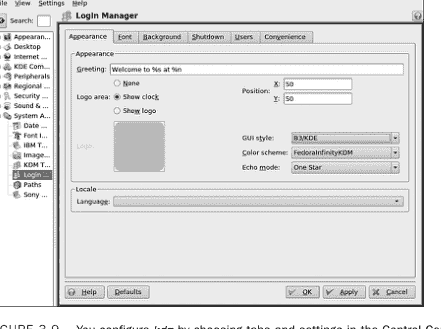 ile View Settings Help
Search:
Login Manager
Appearan...
Desktop
Internet ...
KDE Com...
Peripherals
Regional ...
Security ...
Sound & ...
System A...
Date ...
Font I...
IBM T...
Image...
KDM T...
Login ...
Paths
Sony ...
Appearance Font Background Shutdown Users Convenience
Appearance
Greeting: Welcome to %s at %n
Logo area:
None
Show clock
Show logo
Position:
X: 50
Y: 50
Logo:
GUI style: B3/KDE
Color scheme: FedoraInfinityKDM
Echo mode: One Star
Locale
Language:
Help Defaults OK Apply Cancel
You configure kdm by choosing tabs and settings in the Control Ce